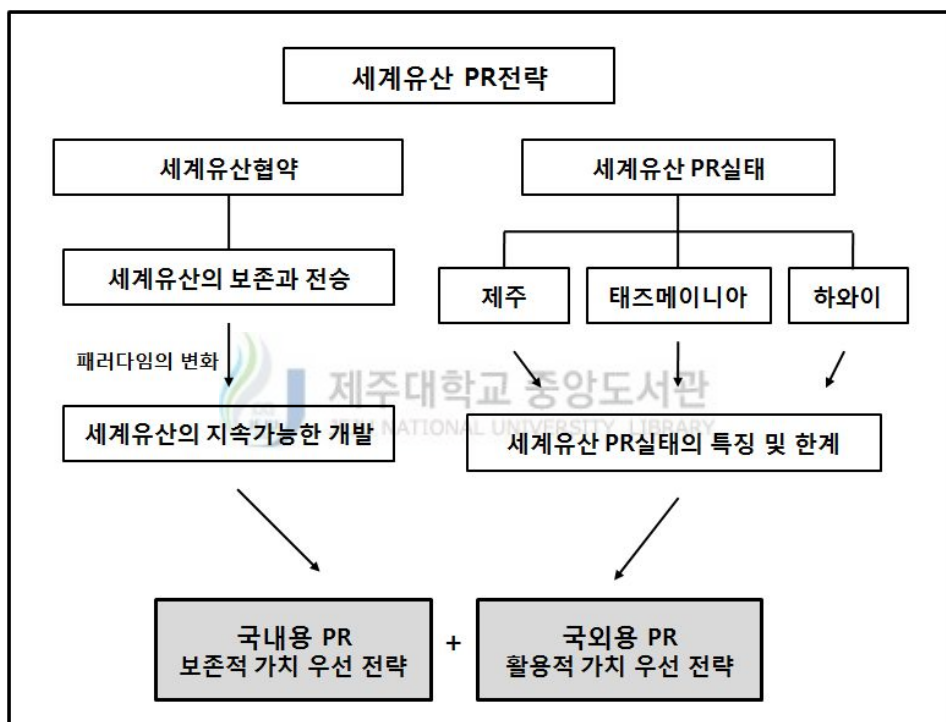 세계유산 PR전략
세계유산협약
세계유산 PR실태
세계유산의 보존과 전승
제주
태즈메이니아
하와이
패러다임의 변화
제주대학교 중앙도서관
NATIONAL UNIVERSITY LIBRARY
세계유산의 지속가능한 개발
세계유산 PR실태의 특징 및 한계
국내용 PR
보존적 가치 우선 전략
+
국외용 PR
활용적 가치 우선 전략